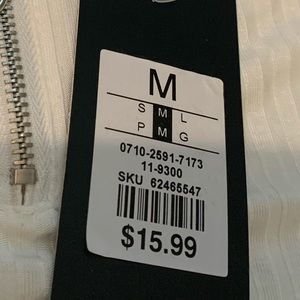 M
S M L
P M G
0710-2591-7173
11-9300
SKU 62465547
$15.99